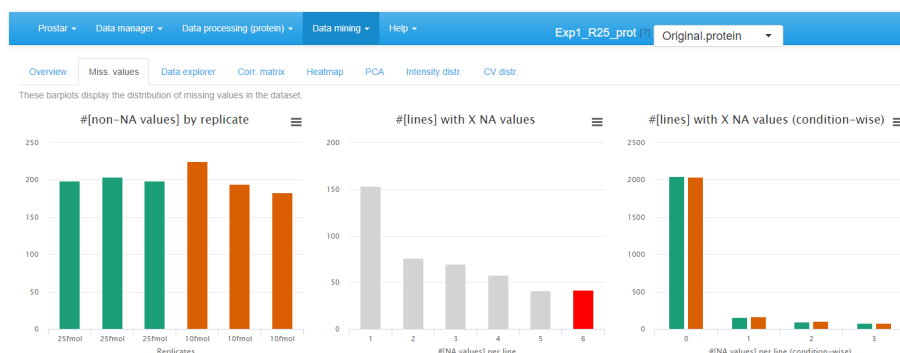 Prostar Data manager Data processing (protein) Data mining Help Exp1_R25_prot [?] Original.protein
Overview Miss. values Data explorer Corr. matrix Heatmap PCA Intensity distr. CV distr.
These barplots display the distribution of missing values in the dataset.
#[non-NA values] by replicate
250
200
150
100
50
0
25fmol 25fmol 25fmol 10fmol 10fmol 10fmol
Replicates
#[lines] with X NA values
200
150
100
50
0
1 2 3 4 5 6
#[NA values] per line
#[lines] with X NA values (condition-wise)
2500
2000
1500
1000
500
0
0 1 2 3
#[NA values] per line (condition-wise)